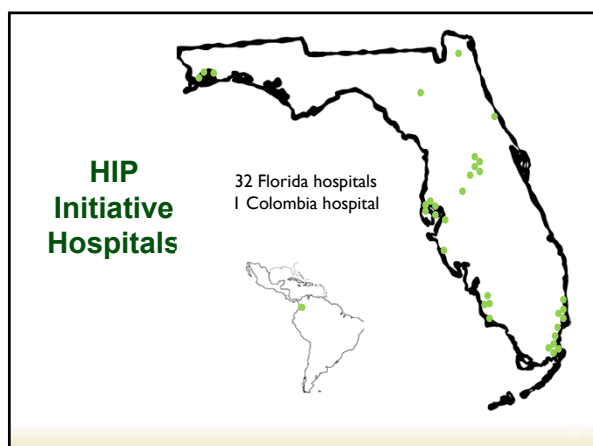 HIP
Initiative
Hospitals
32 Florida hospitals
1 Colombia hospital